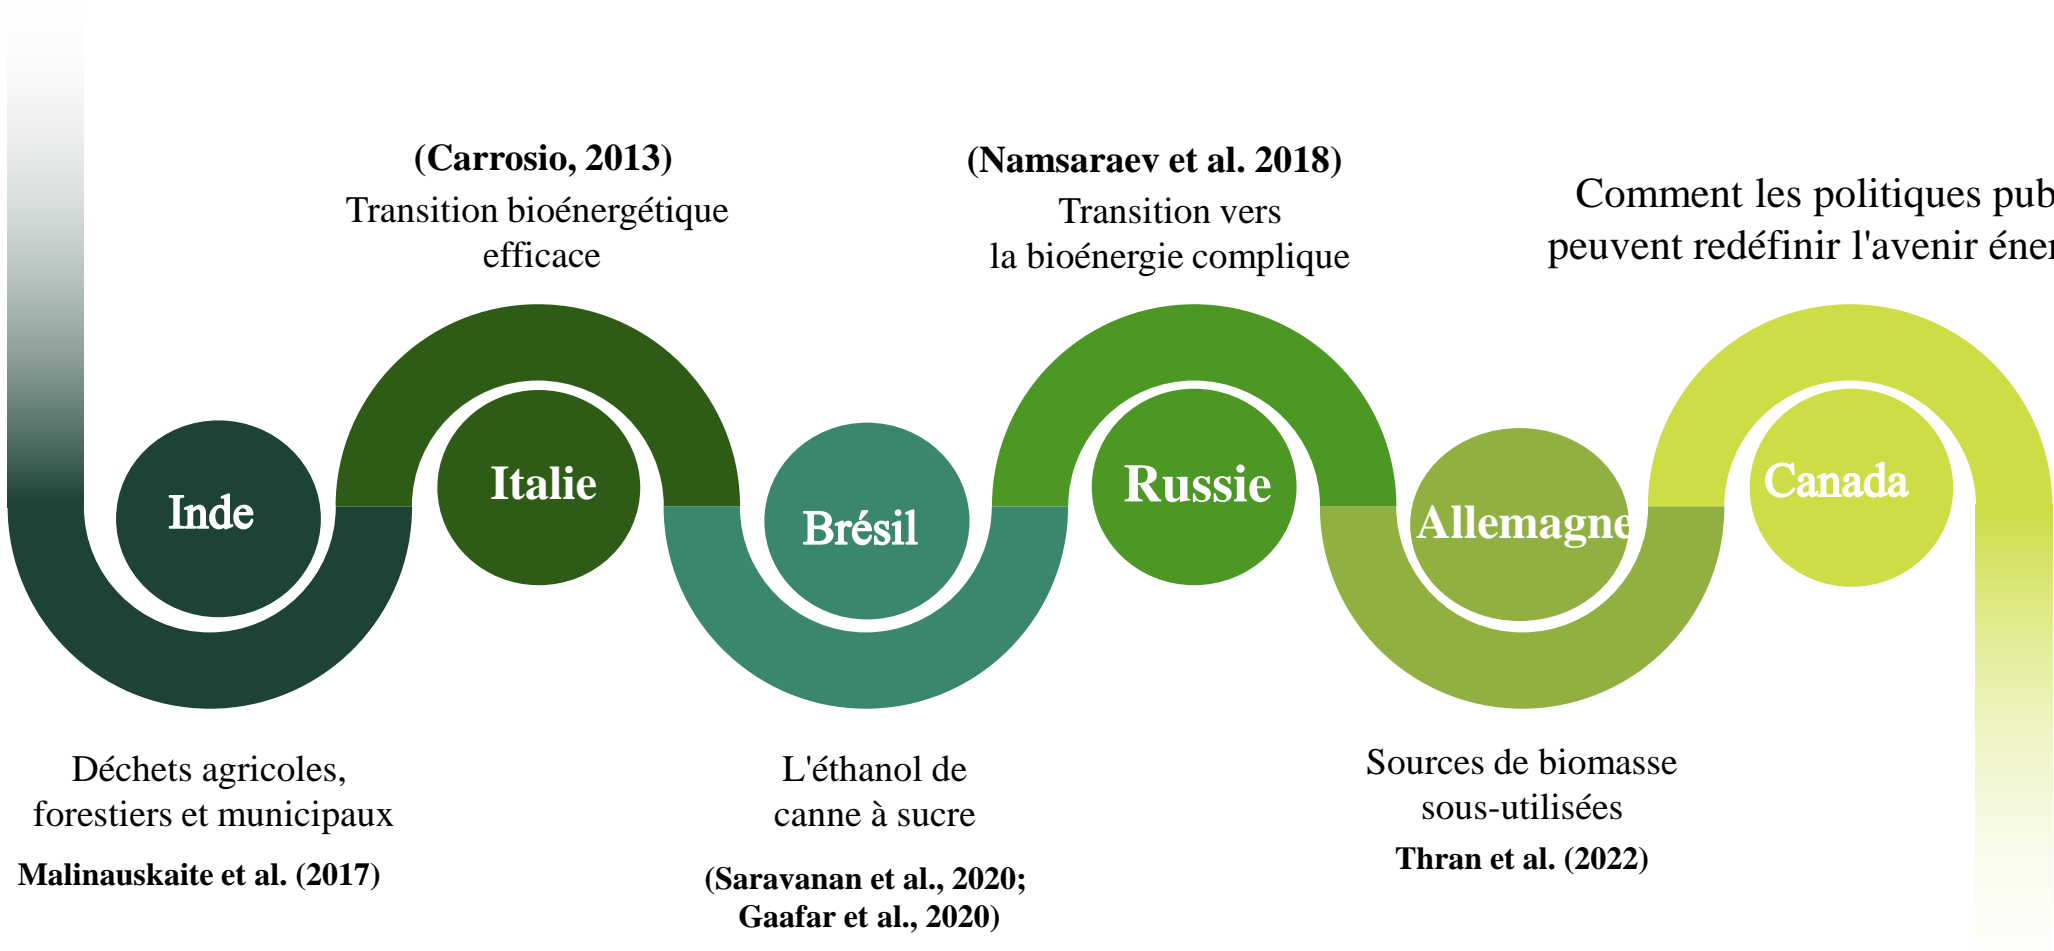 (Carrosio, 2013)
Transition bioénergétique
efficace
(Namsaraev et al. 2018)
Transition vers
la bioénergie complique
Comment les politiques
peuvent redéfinir l'avenir
Inde
Italie
Brésil
Russie
Allemagne
Canada
Déchets agricoles,
forestiers et municipaux
Malinauskaite et al. (2017)
L'éthanol de
canne à sucre
(Saravanan et al., 2020;
Gaafar et al., 2020)
Sources de biomasse
sous-utilisées
Thran et al. (2022)